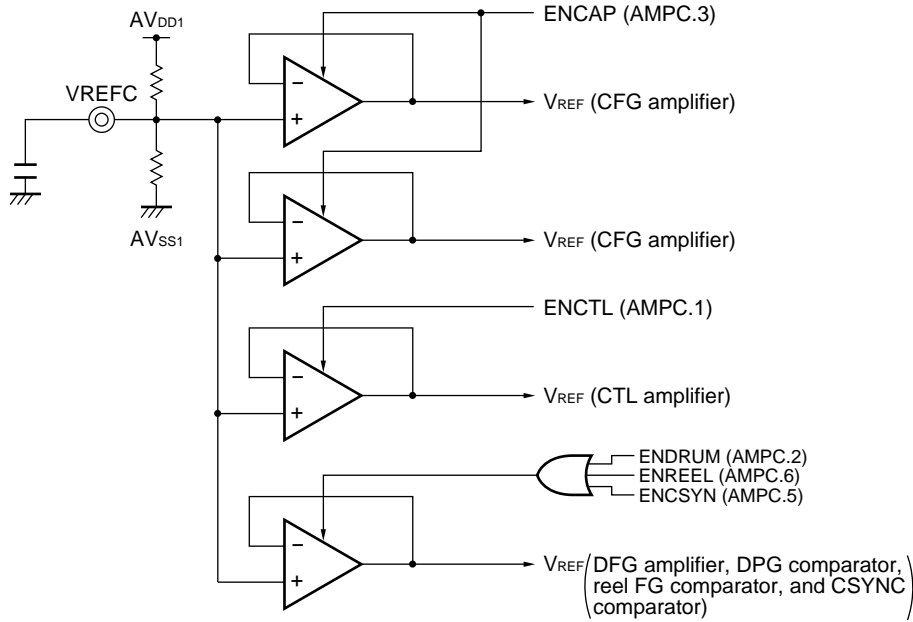 ENCAP (AMPC.3)
AVDD1
VREFC
−
+
VREF (CFG amplifier)
−
+
VREF (CFG amplifier)
AVSS1
ENCTL (AMPC.1)
−
+
VREF (CTL amplifier)
ENDRUM (AMPC.2)
ENREEL (AMPC.6)
ENCSYN (AMPC.5)
−
+
VREF (DFG amplifier, DPG comparator,
reel FG comparator, and CSYNC
comparator)